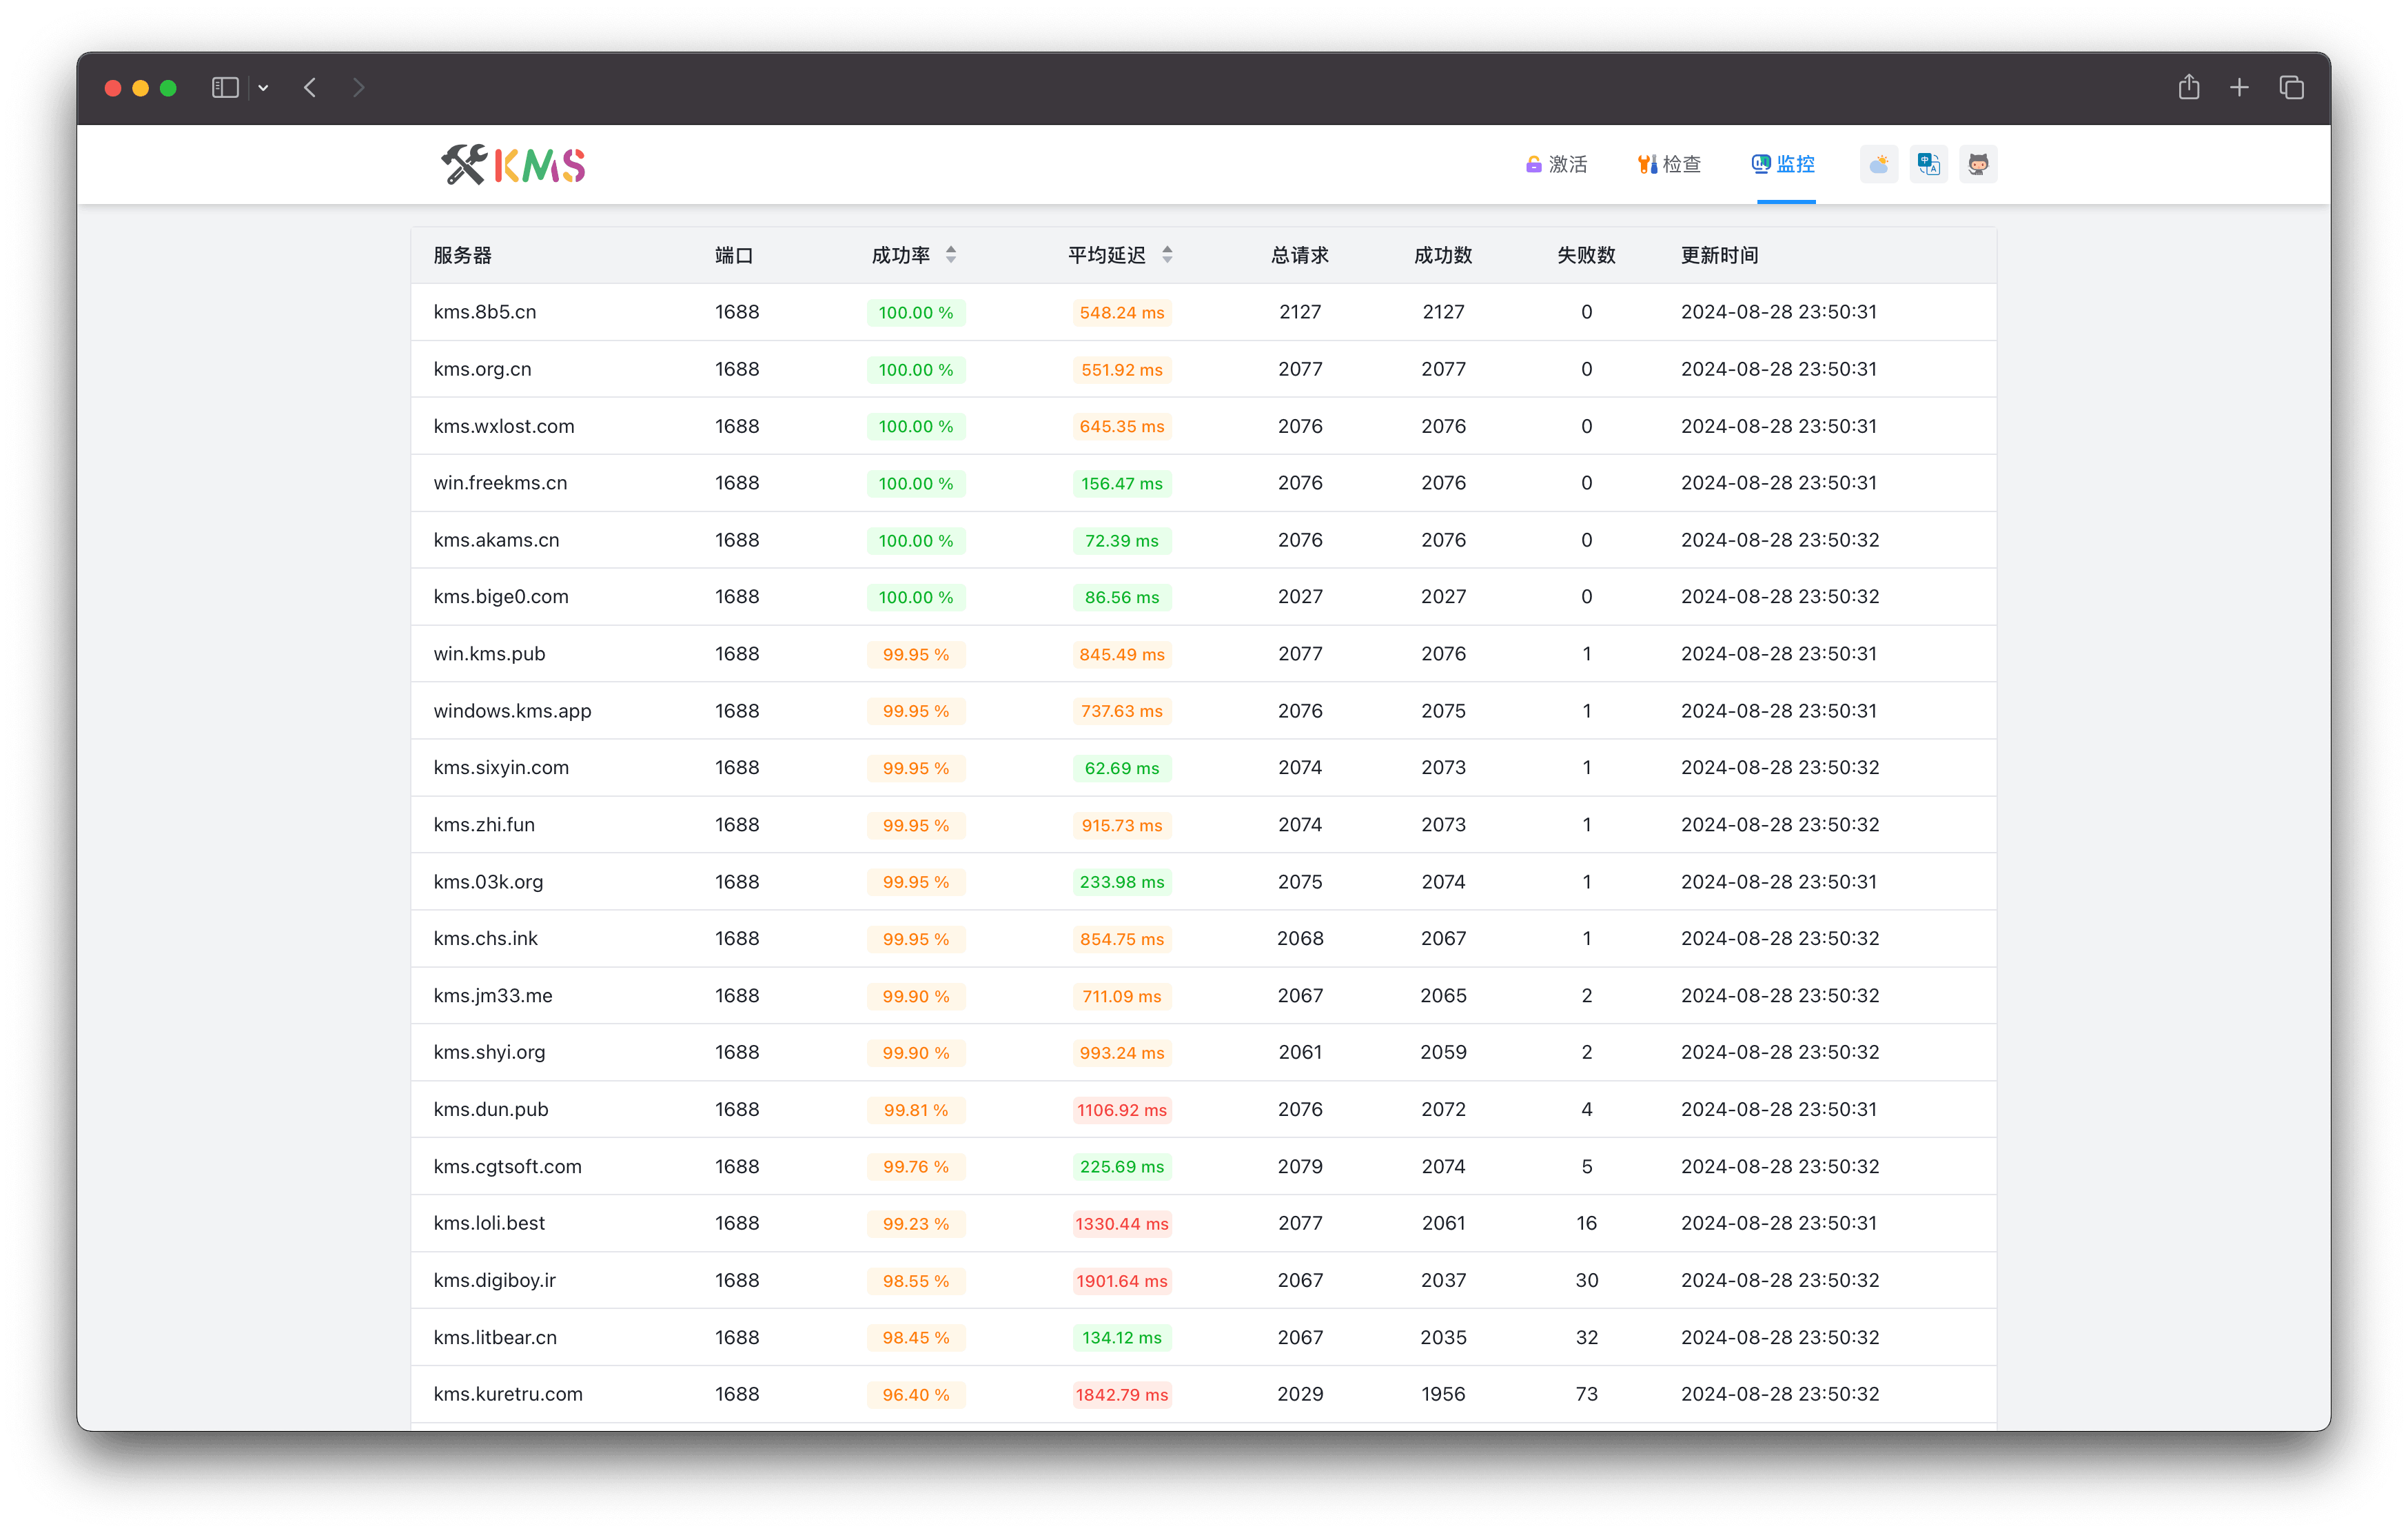 KMS 激活 检查 监控
服务器 端口 成功率 平均延迟 总请求 成功数 失败数 更新时间
kms.8b5.cn 1688 100.00 % 548.24 ms 2127 2127 0 2024-08-28 23:50:31
kms.org.cn 1688 100.00 % 551.92 ms 2077 2077 0 2024-08-28 23:50:31
kms.wxlost.com 1688 100.00 % 645.35 ms 2076 2076 0 2024-08-28 23:50:31
win.freekms.cn 1688 100.00 % 156.47 ms 2076 2076 0 2024-08-28 23:50:31
kms.akams.cn 1688 100.00 % 72.39 ms 2076 2076 0 2024-08-28 23:50:32
kms.bige0.com 1688 100.00 % 86.56 ms 2027 2027 0 2024-08-28 23:50:32
win.kms.pub 1688 99.95 % 845.49 ms 2077 2076 1 2024-08-28 23:50:31
windows.kms.app 1688 99.95 % 737.63 ms 2076 2075 1 2024-08-28 23:50:31
kms.sixyin.com 1688 99.95 % 62.69 ms 2074 2073 1 2024-08-28 23:50:32
kms.zhi.fun 1688 99.95 % 915.73 ms 2074 2073 1 2024-08-28 23:50:32
kms.03k.org 1688 99.95 % 233.98 ms 2075 2074 1 2024-08-28 23:50:31
kms.chs.ink 1688 99.95 % 854.75 ms 2068 2067 1 2024-08-28 23:50:32
kms.jm33.me 1688 99.90 % 711.09 ms 2067 2065 2 2024-08-28 23:50:32
kms.shyi.org 1688 99.90 % 993.24 ms 2061 2059 2 2024-08-28 23:50:32
kms.dun.pub 1688 99.81 % 1106.92 ms 2076 2072 4 2024-08-28 23:50:31
kms.cgtsoft.com 1688 99.76 % 225.69 ms 2079 2074 5 2024-08-28 23:50:32
kms.loli.best 1688 99.23 % 1330.44 ms 2077 2061 16 2024-08-28 23:50:31
kms.digiboy.ir 1688 98.55 % 1901.64 ms 2067 2037 30 2024-08-28 23:50:32
kms.litbear.cn 1688 98.45 % 134.12 ms 2067 2035 32 2024-08-28 23:50:32
kms.kuretru.com 1688 96.40 % 1842.79 ms 2029 1956 73 2024-08-28 23:50:32